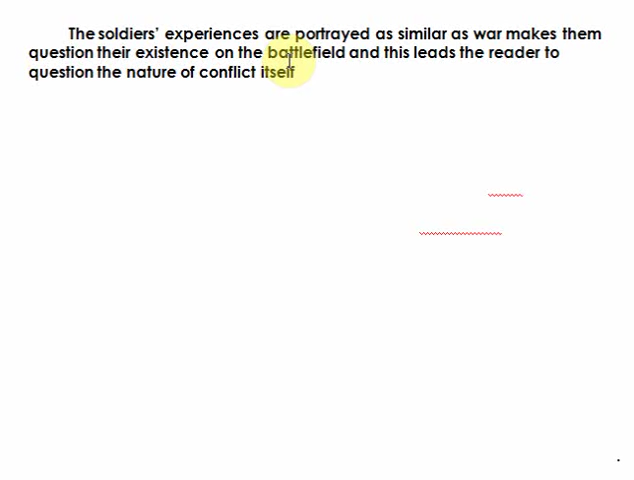 The soldiers’ experiences are portrayed as similar as war makes them
question their existence on the battlefield and this leads the reader to
question the nature of conflict itself
.